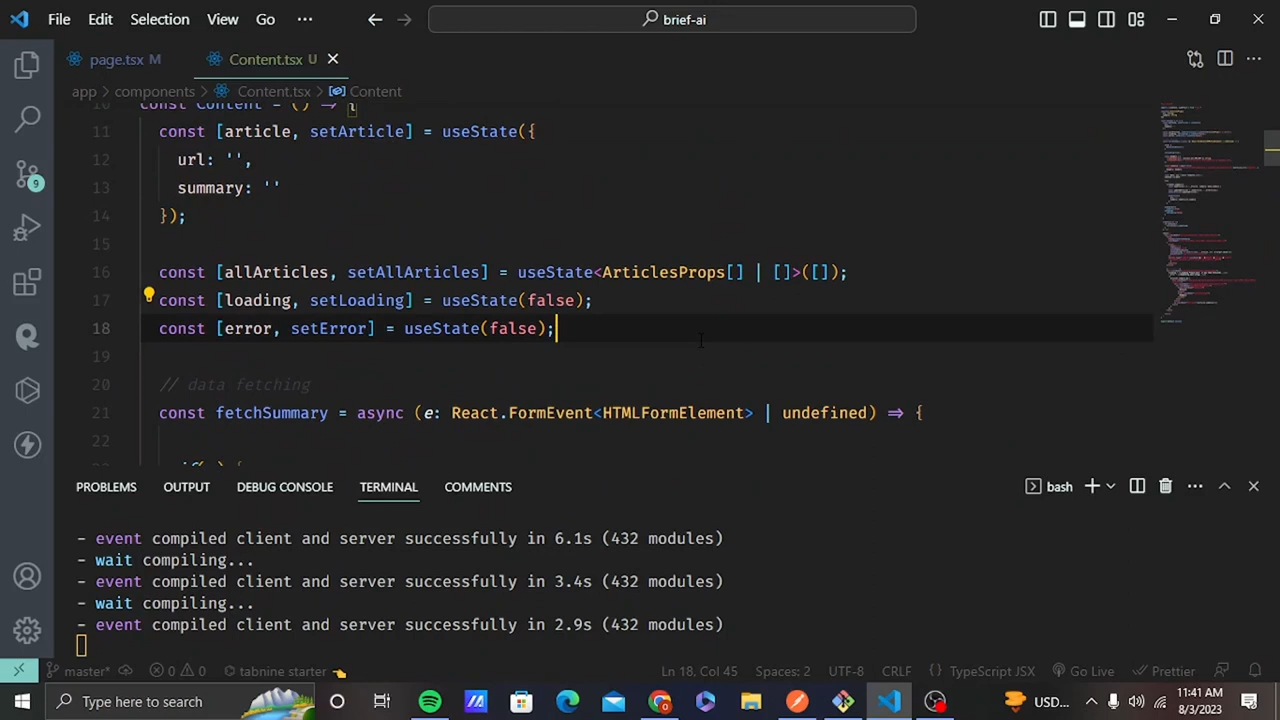 File Edit Selection View Go ··· brief-ai
page.tsx M Content.tsx U
app > components > Content.tsx > Content
10 const Content = () => {
11 const [article, setArticle] = useState({
12 url: '',
13 summary: ''
14 });
15
16 const [allArticles, setAllArticles] = useState<ArticlesProps[] | []>([]);
17 const [loading, setLoading] = useState(false);
18 const [error, setError] = useState(false);
19
20 // data fetching
21 const fetchSummary = async (e: React.FormEvent<HTMLFormElement> | undefined) => {
22
9
PROBLEMS OUTPUT DEBUG CONSOLE TERMINAL COMMENTS bash
- event compiled client and server successfully in 6.1s (432 modules)
- wait compiling...
- event compiled client and server successfully in 3.4s (432 modules)
- wait compiling...
- event compiled client and server successfully in 2.9s (432 modules)
master* 0 0 tabnine starter Ln 18, Col 45 Spaces: 2 UTF-8 CRLF TypeScript JSX Go Live Prettier
Type here to search USD... 11:41 AM
8/3/2023